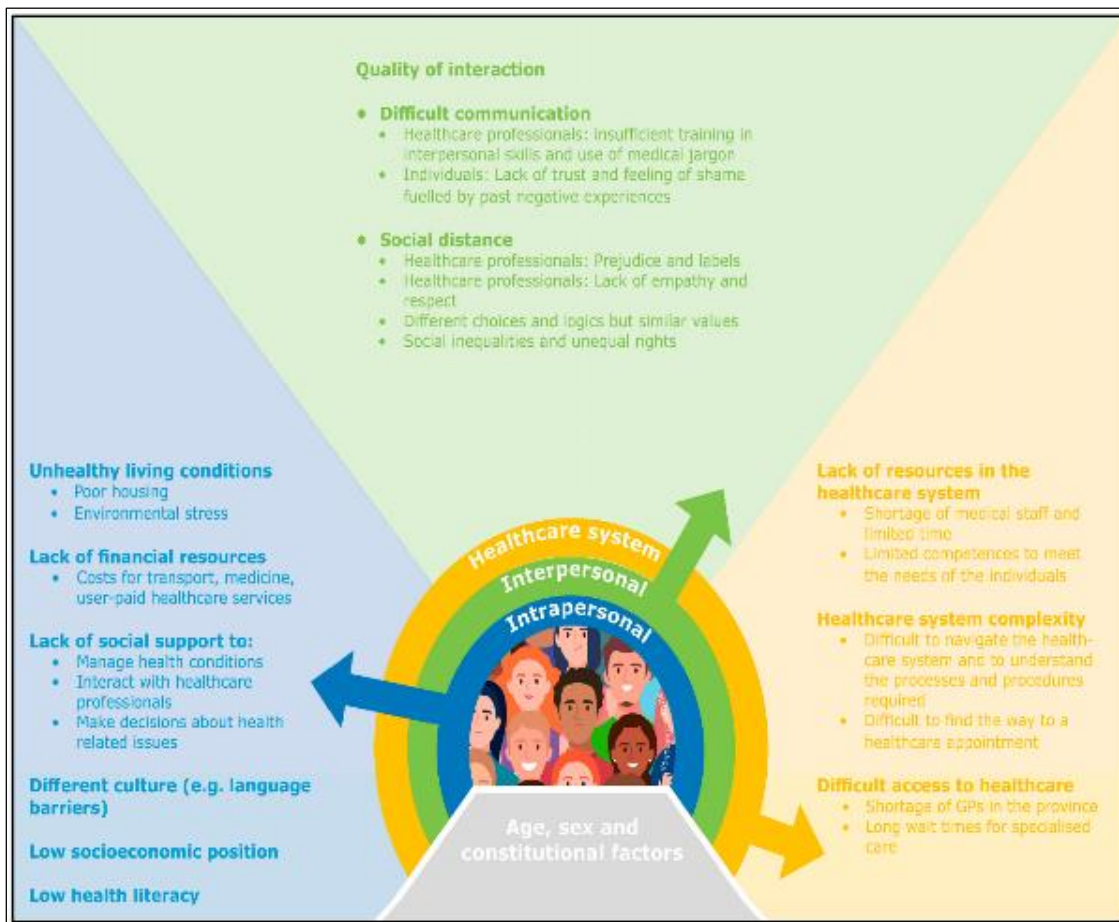 Quality of interaction
• Difficult communication
• Healthcare professionals: insufficient training in
interpersonal skills and use of medical jargon
• Individuals: Lack of trust and feeling of shame
fuelled by past negative experiences
• Social distance
• Healthcare professionals: Prejudice and labels
• Healthcare professionals: Lack of empathy and
respect
• Different choices and logics but similar values
• Social inequalities and unequal rights
Unhealthy living conditions
• Poor housing
• Environmental stress
Lack of financial resources
• Costs for transport, medicine,
user-paid healthcare services
Lack of social support to:
• Manage health conditions
• Interact with healthcare
professionals
• Make decisions about health
related issues
Different culture (e.g. language
barriers)
Low socioeconomic position
Low health literacy
Healthcare system
Interpersonal
Intrapersonal
Age, sex and
constitutional factors
Lack of resources in the
healthcare system
• Shortage of medical staff and
limited time
• Limited competences to meet
the needs of the individuals
Healthcare system complexity
• Difficult to navigate the health-
care system and to understand
the processes and procedures
required
• Difficult to find the way to a
healthcare appointment
Difficult access to healthcare
• Shortage of GPs in the province
• Long wait times for specialised
care